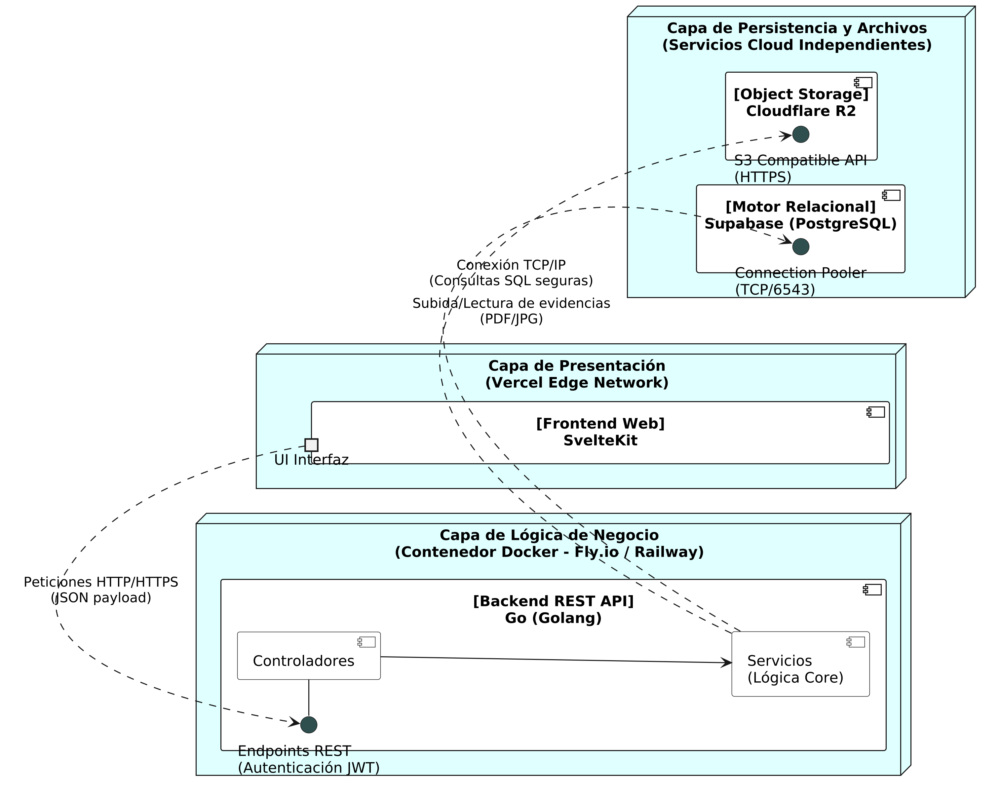 Capa de Persistencia y Archivos
(Servicios Cloud Independientes)
[Object Storage]
Cloudflare R2
S3 Compatible API
(HTTPS)
[Motor Relacional]
Supabase (PostgreSQL)
Connection Pooler
(TCP/6543)
Conexión TCP/IP
(Consultas SQL seguras)
Subida/Lectura de evidencias
(PDF/JPG)
Capa de Presentación
(Vercel Edge Network)
[Frontend Web]
SvelteKit
UI Interfaz
Capa de Lógica de Negocio
(Contenedor Docker - Fly.io / Railway)
Peticiones HTTP/HTTPS
(JSON payload)
[Backend REST API]
Go (Golang)
Controladores
Servicios
(Lógica Core)
Endpoints REST
(Autenticación JWT)